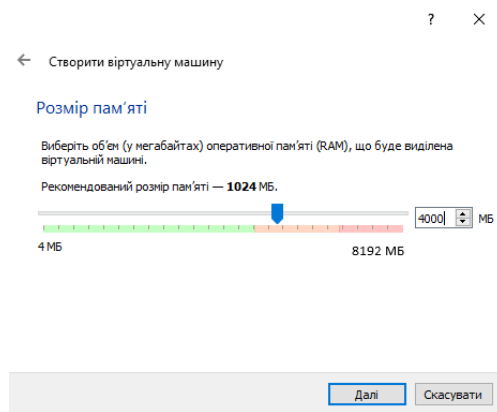 ?
Створити віртуальну машину
Розмір пам’яті
Виберіть об’єм (у мегабайтах) оперативної пам’яті (RAM), що буде виділена
віртуальній машині.
Рекомендований розмір пам’яті — 1024 МБ.
4000 МБ
4 МБ 8192 МБ
Далі Скасувати